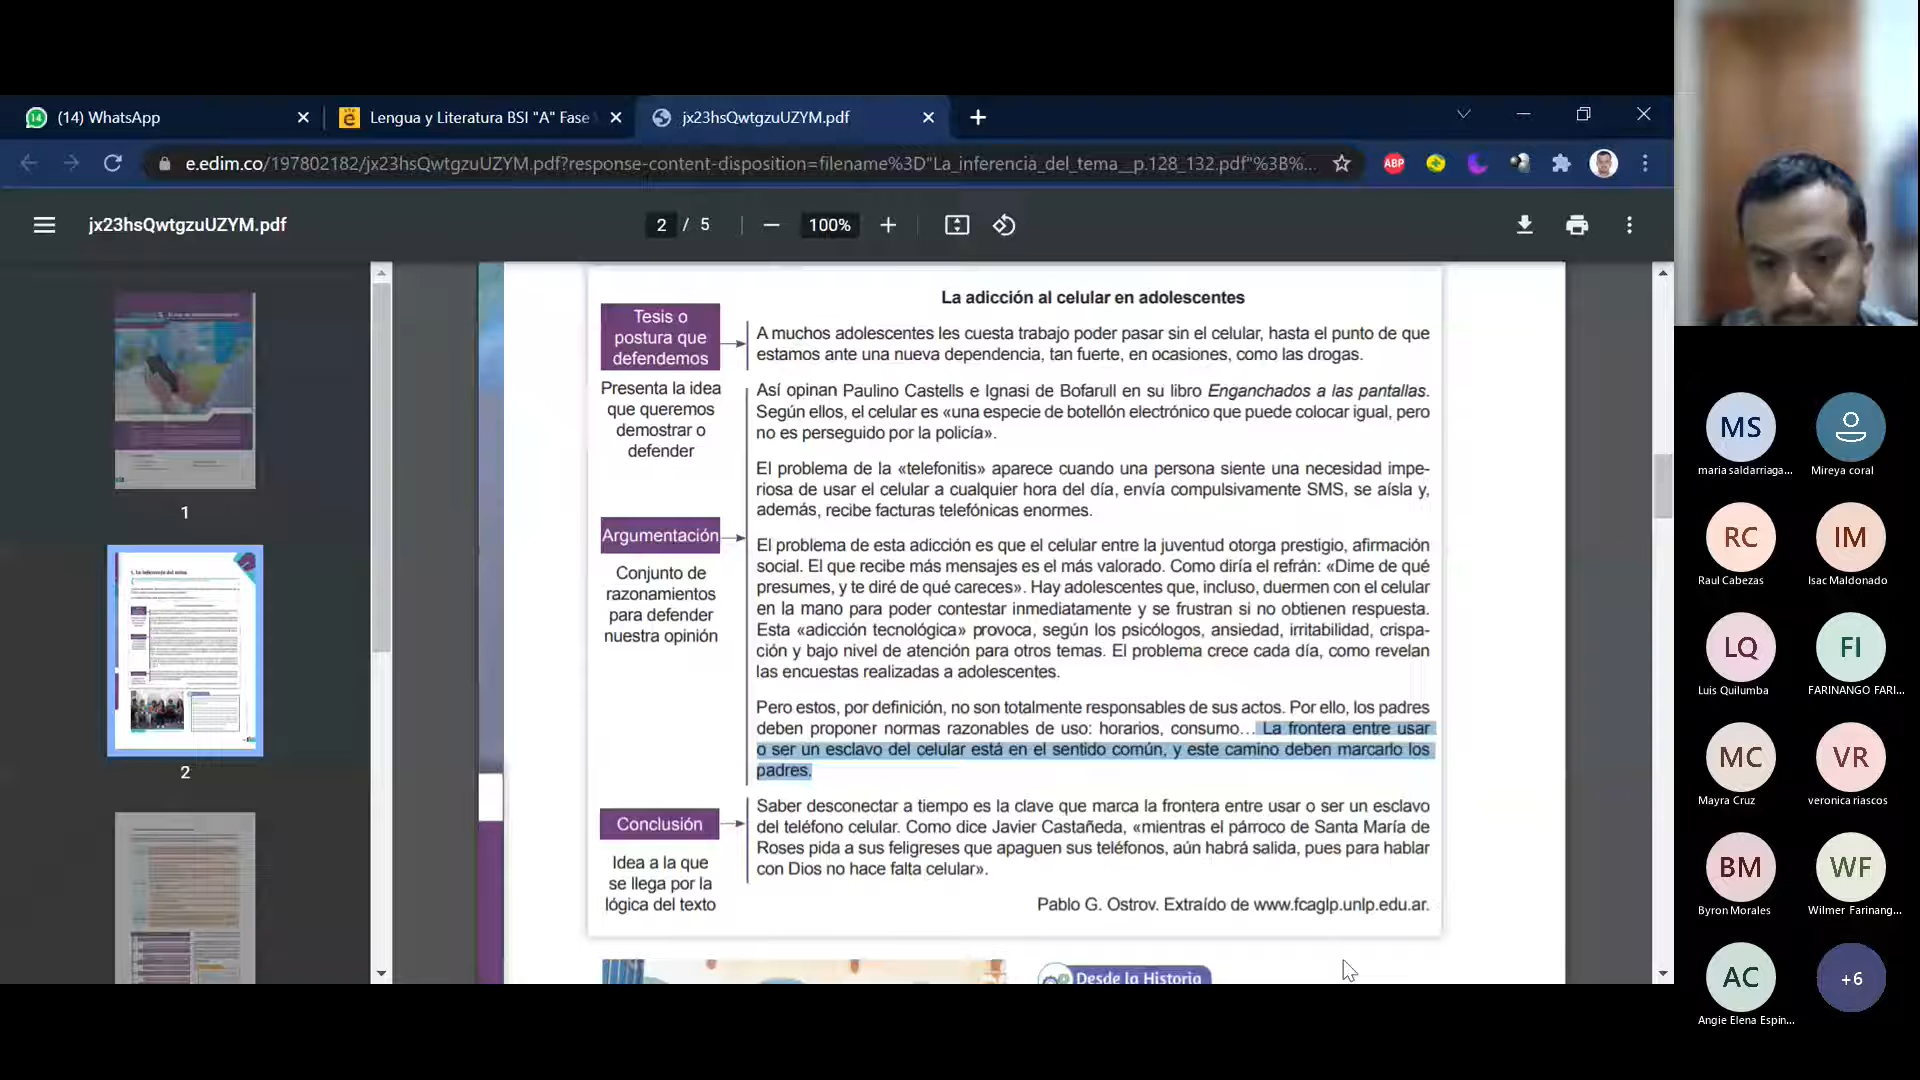 (14) WhatsApp
Lengua y Literatura BSI "A" Fase
jx23hsQwtgzuUZYM.pdf
e.edim.co/197802182/jx23hsQwtgzuUZYM.pdf?response-content-disposition=filename%3D"La_inferencia_del_tema__p.128_132.pdf"%3B%...
ABP
jx23hsQwtgzuUZYM.pdf
2 / 5
100%
1
2
La adicción al celular en adolescentes
Tesis o
postura que
defendemos
Presenta la idea
que queremos
demostrar o
defender
A muchos adolescentes les cuesta trabajo poder pasar sin el celular, hasta el punto de que
estamos ante una nueva dependencia, tan fuerte, en ocasiones, como las drogas.
Así opinan Paulino Castells e Ignasi de Bofarull en su libro Enganchados a las pantallas.
Según ellos, el celular es «una especie de botellón electrónico que puede colocar igual, pero
no es perseguido por la policía».
El problema de la «telefonitis» aparece cuando una persona siente una necesidad impe-
riosa de usar el celular a cualquier hora del día, envía compulsivamente SMS, se aísla y,
además, recibe facturas telefónicas enormes.
Argumentación
Conjunto de
razonamientos
para defender
nuestra opinión
El problema de esta adicción es que el celular entre la juventud otorga prestigio, afirmación
social. El que recibe más mensajes es el más valorado. Como diría el refrán: «Dime de qué
presumes, y te diré de qué careces». Hay adolescentes que, incluso, duermen con el celular
en la mano para poder contestar inmediatamente y se frustran si no obtienen respuesta.
Esta «adicción tecnológica» provoca, según los psicólogos, ansiedad, irritabilidad, crispa-
ción y bajo nivel de atención para otros temas. El problema crece cada día, como revelan
las encuestas realizadas a adolescentes.
Pero estos, por definición, no son totalmente responsables de sus actos. Por ello, los padres
deben proponer normas razonables de uso: horarios, consumo… La frontera entre usar
o ser un esclavo del celular está en el sentido común, y este camino deben marcarlo los
padres.
Conclusión
Idea a la que
se llega por la
lógica del texto
Saber desconectar a tiempo es la clave que marca la frontera entre usar o ser un esclavo
del teléfono celular. Como dice Javier Castañeda, «mientras el párroco de Santa María de
Roses pida a sus feligreses que apaguen sus teléfonos, aún habrá salida, pues para hablar
con Dios no hace falta celular».
Pablo G. Ostrov. Extraído de www.fcaglp.unlp.edu.ar.
Desde la Historia
MS
maria saldarriaga...
Mireya coral
RC
Raul Cabezas
IM
Isac Maldonado
LQ
Luis Quilumba
FI
FARINANGO FARI...
MC
Mayra Cruz
VR
veronica riascos
BM
Byron Morales
WF
Wilmer Farinang...
AC
Angie Elena Espin...
+6